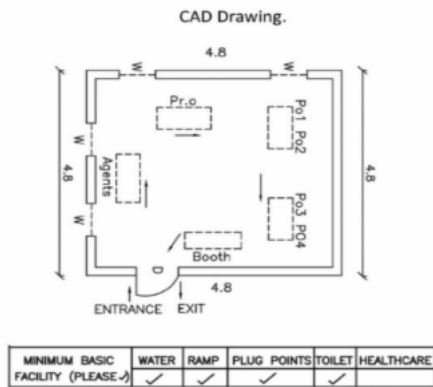 CAD Drawing.
4.8
W
W
Pr.o
Po1
Po2
W
4.8
Agents
4.8
W
Po3 PO4
Booth
4.8
ENTRANCE EXIT
MINIMUM BASIC FACILITY (PLEASE ✓) WATER RAMP PLUG POINTS TOILET HEALTHCARE
✓ ✓ ✓ ✓